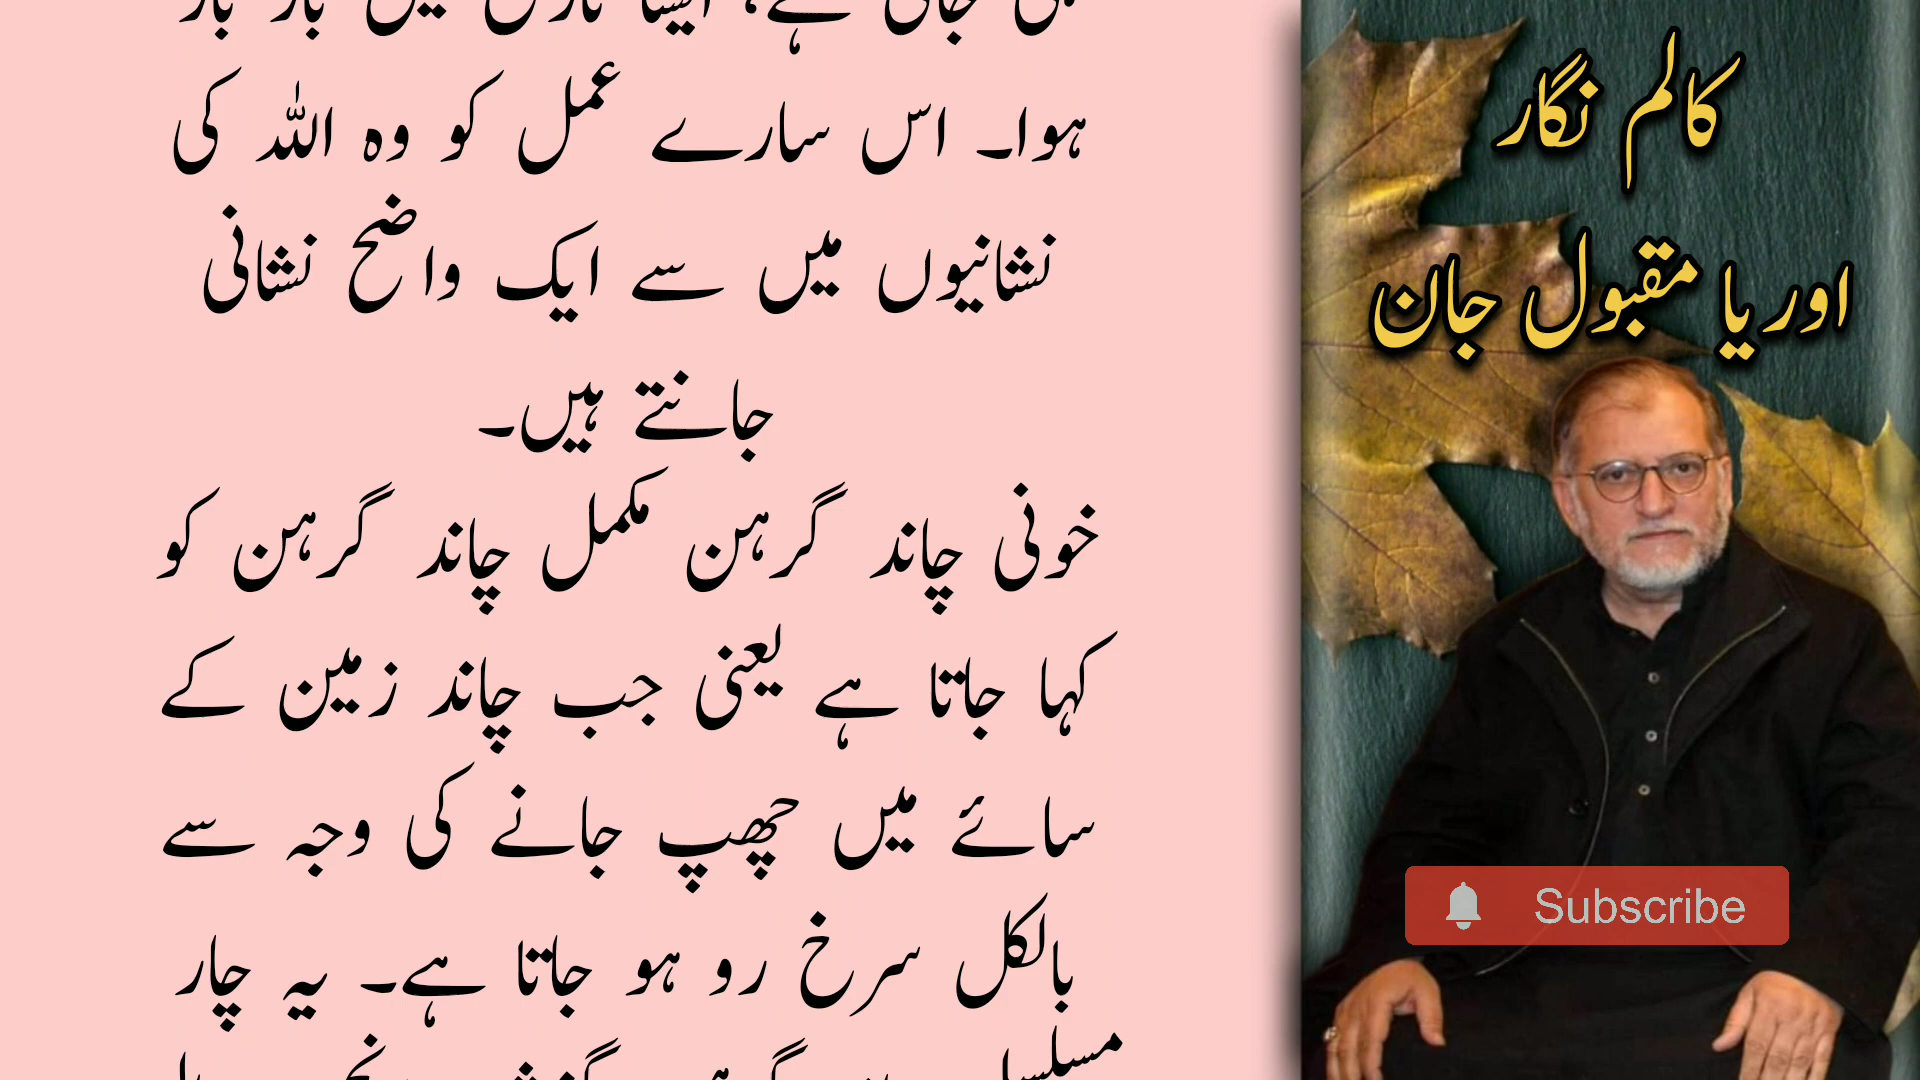 ہوا۔ اس سارے عمل کو وہ اللہ کی
نشانیوں میں سے ایک واضح نشانی
جانتے ہیں۔
خونی چاند گرہن مکمل چاند گرہن کو
کہا جاتا ہے یعنی جب چاند زمین کے
سائے میں چھپ جانے کی وجہ سے
بالکل سرخ رو ہو جاتا ہے۔ یہ چار
کالم نگار
اوریا مقبول جان
Subscribe